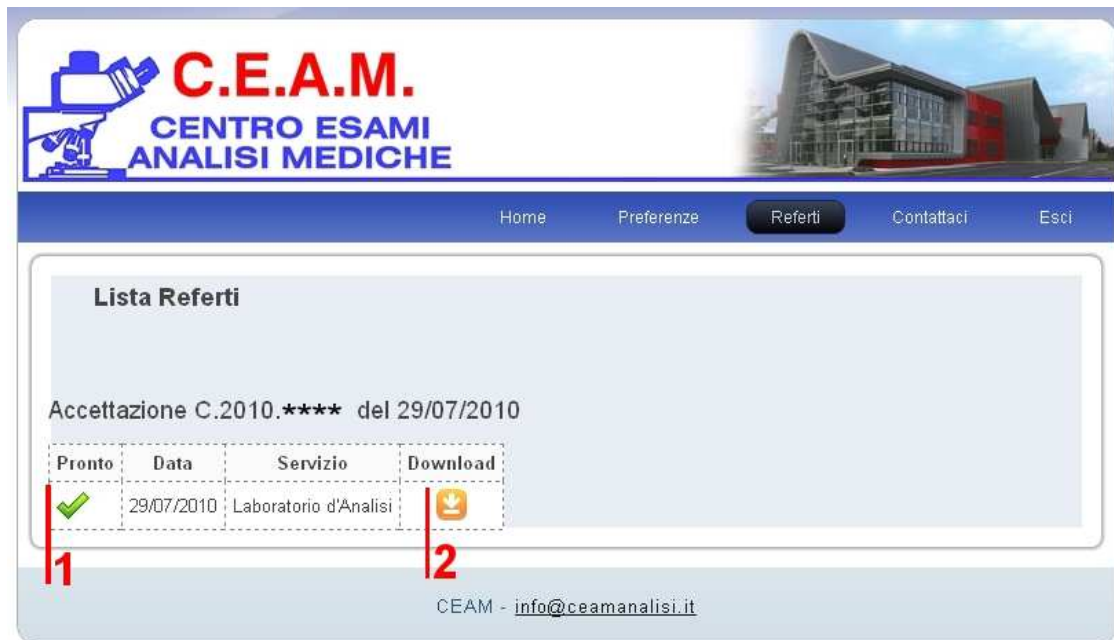 C.E.A.M.
CENTRO ESAMI
ANALISI MEDICHE
Home Preferenze Referti Contattaci Esci
Lista Referti
Accettazione C.2010.**** del 29/07/2010
Pronto Data Servizio Download
29/07/2010 Laboratorio d'Analisi
1 2
CEAM - info@ceamanalisi.it